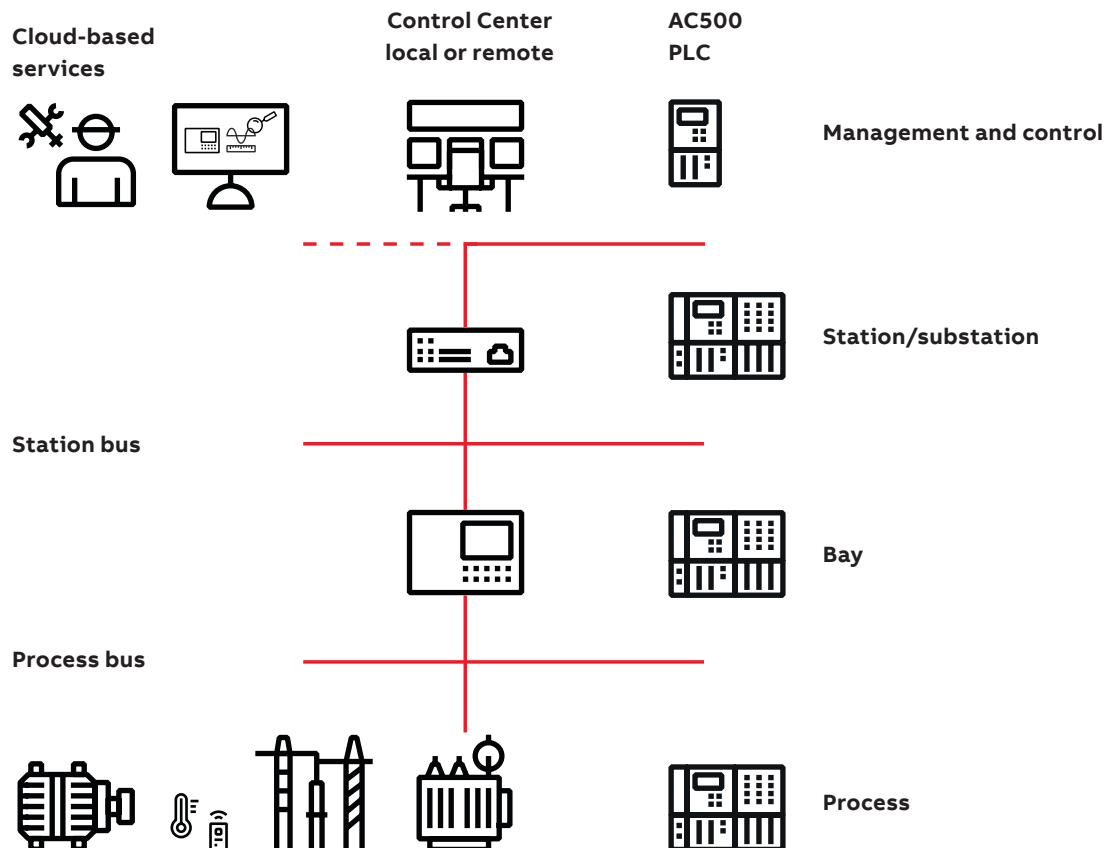 Cloud-based
services
Control Center
local or remote
AC500
PLC
Management and control
Station/substation
Station bus
Bay
Process bus
Process